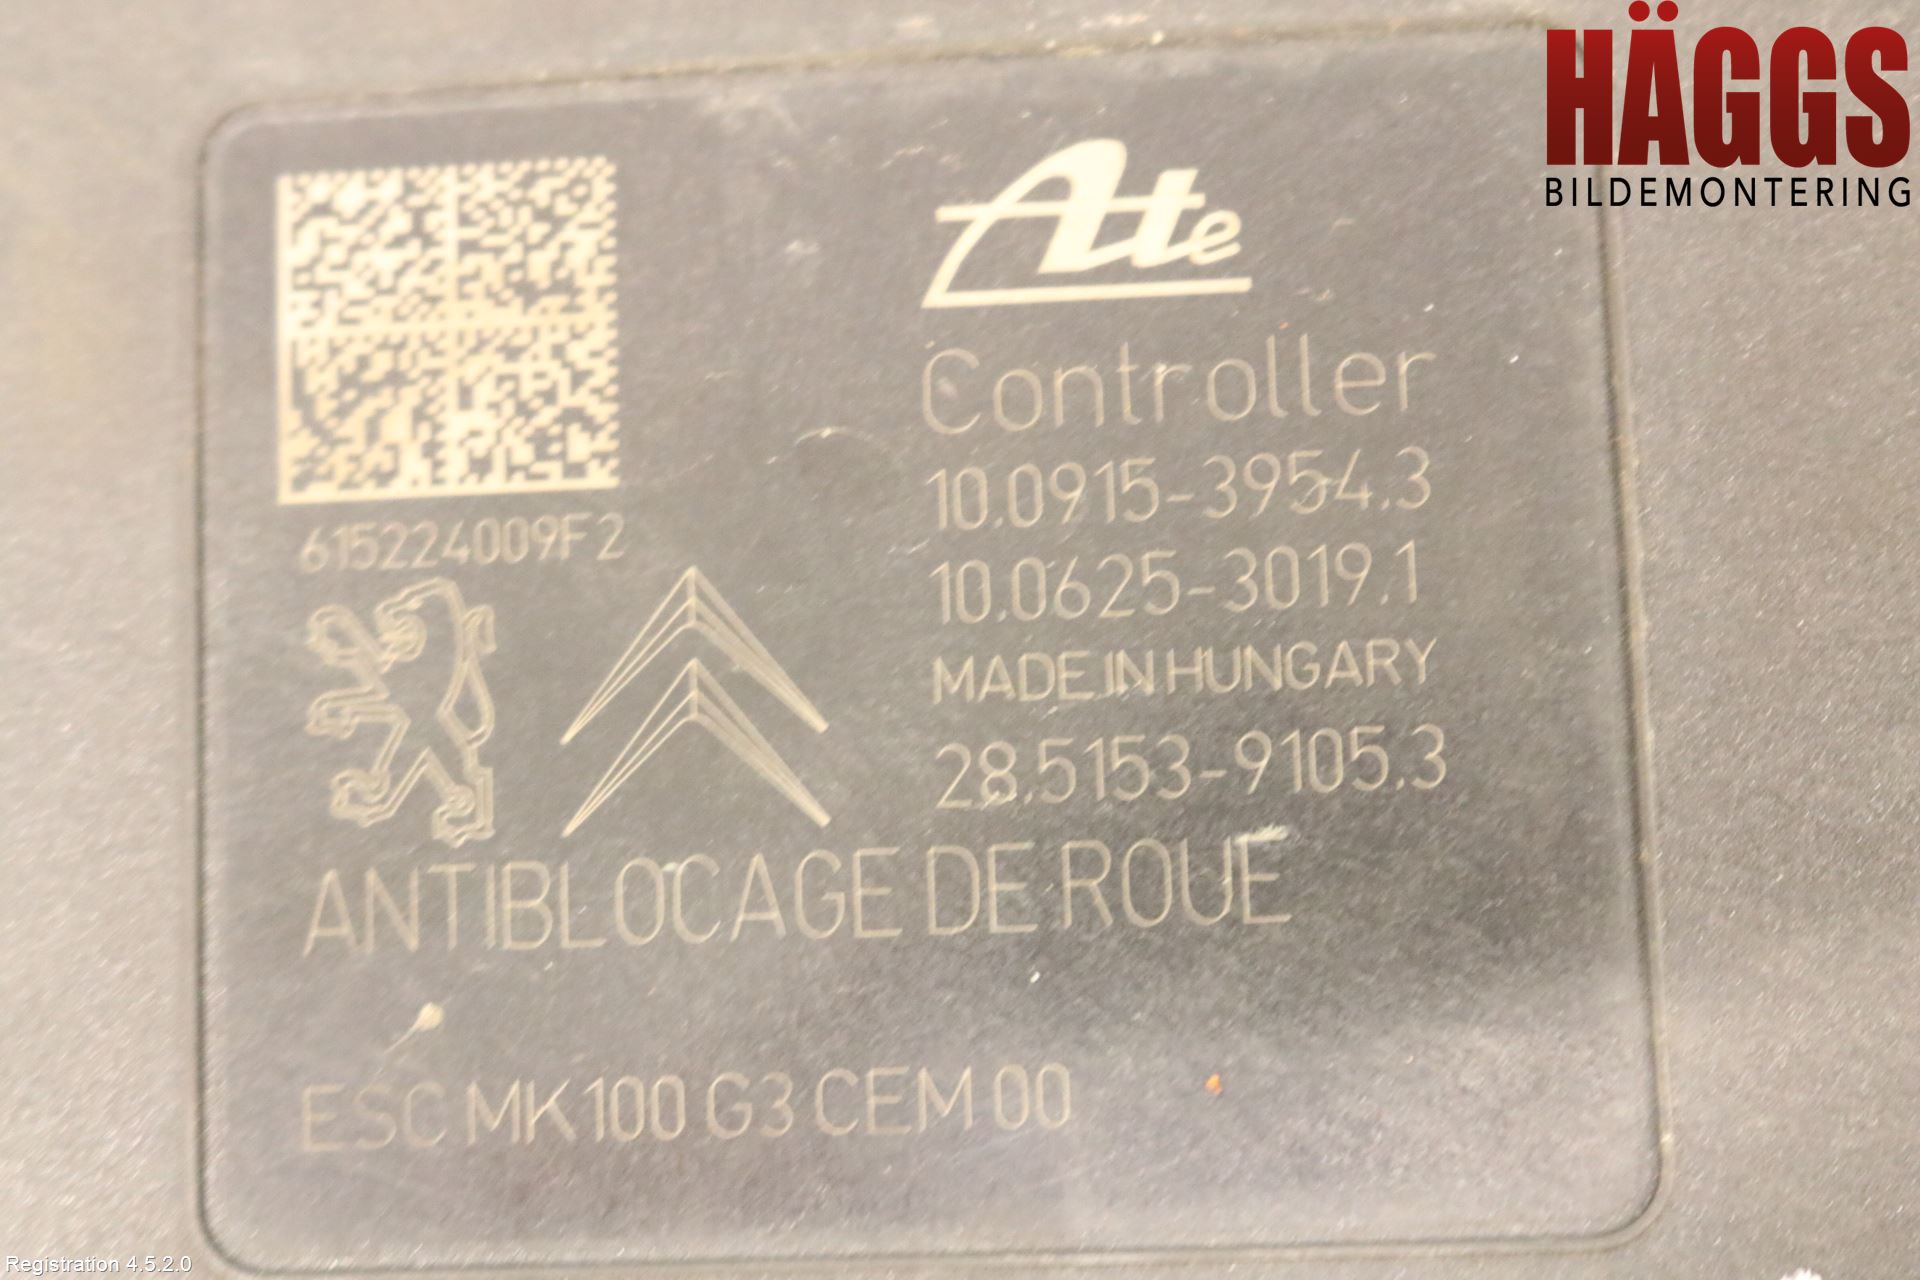 HÄGGS
BILDEMONTERING
Ate
Controller
10.0915-3954.3
10.0625-3019.1
MADE IN HUNGARY
28.5153-9105.3
615224009F2
ANTIBLOCAGE DE ROUE
ESC MK100 G3 CEM 00
Registration 4.5.2.0